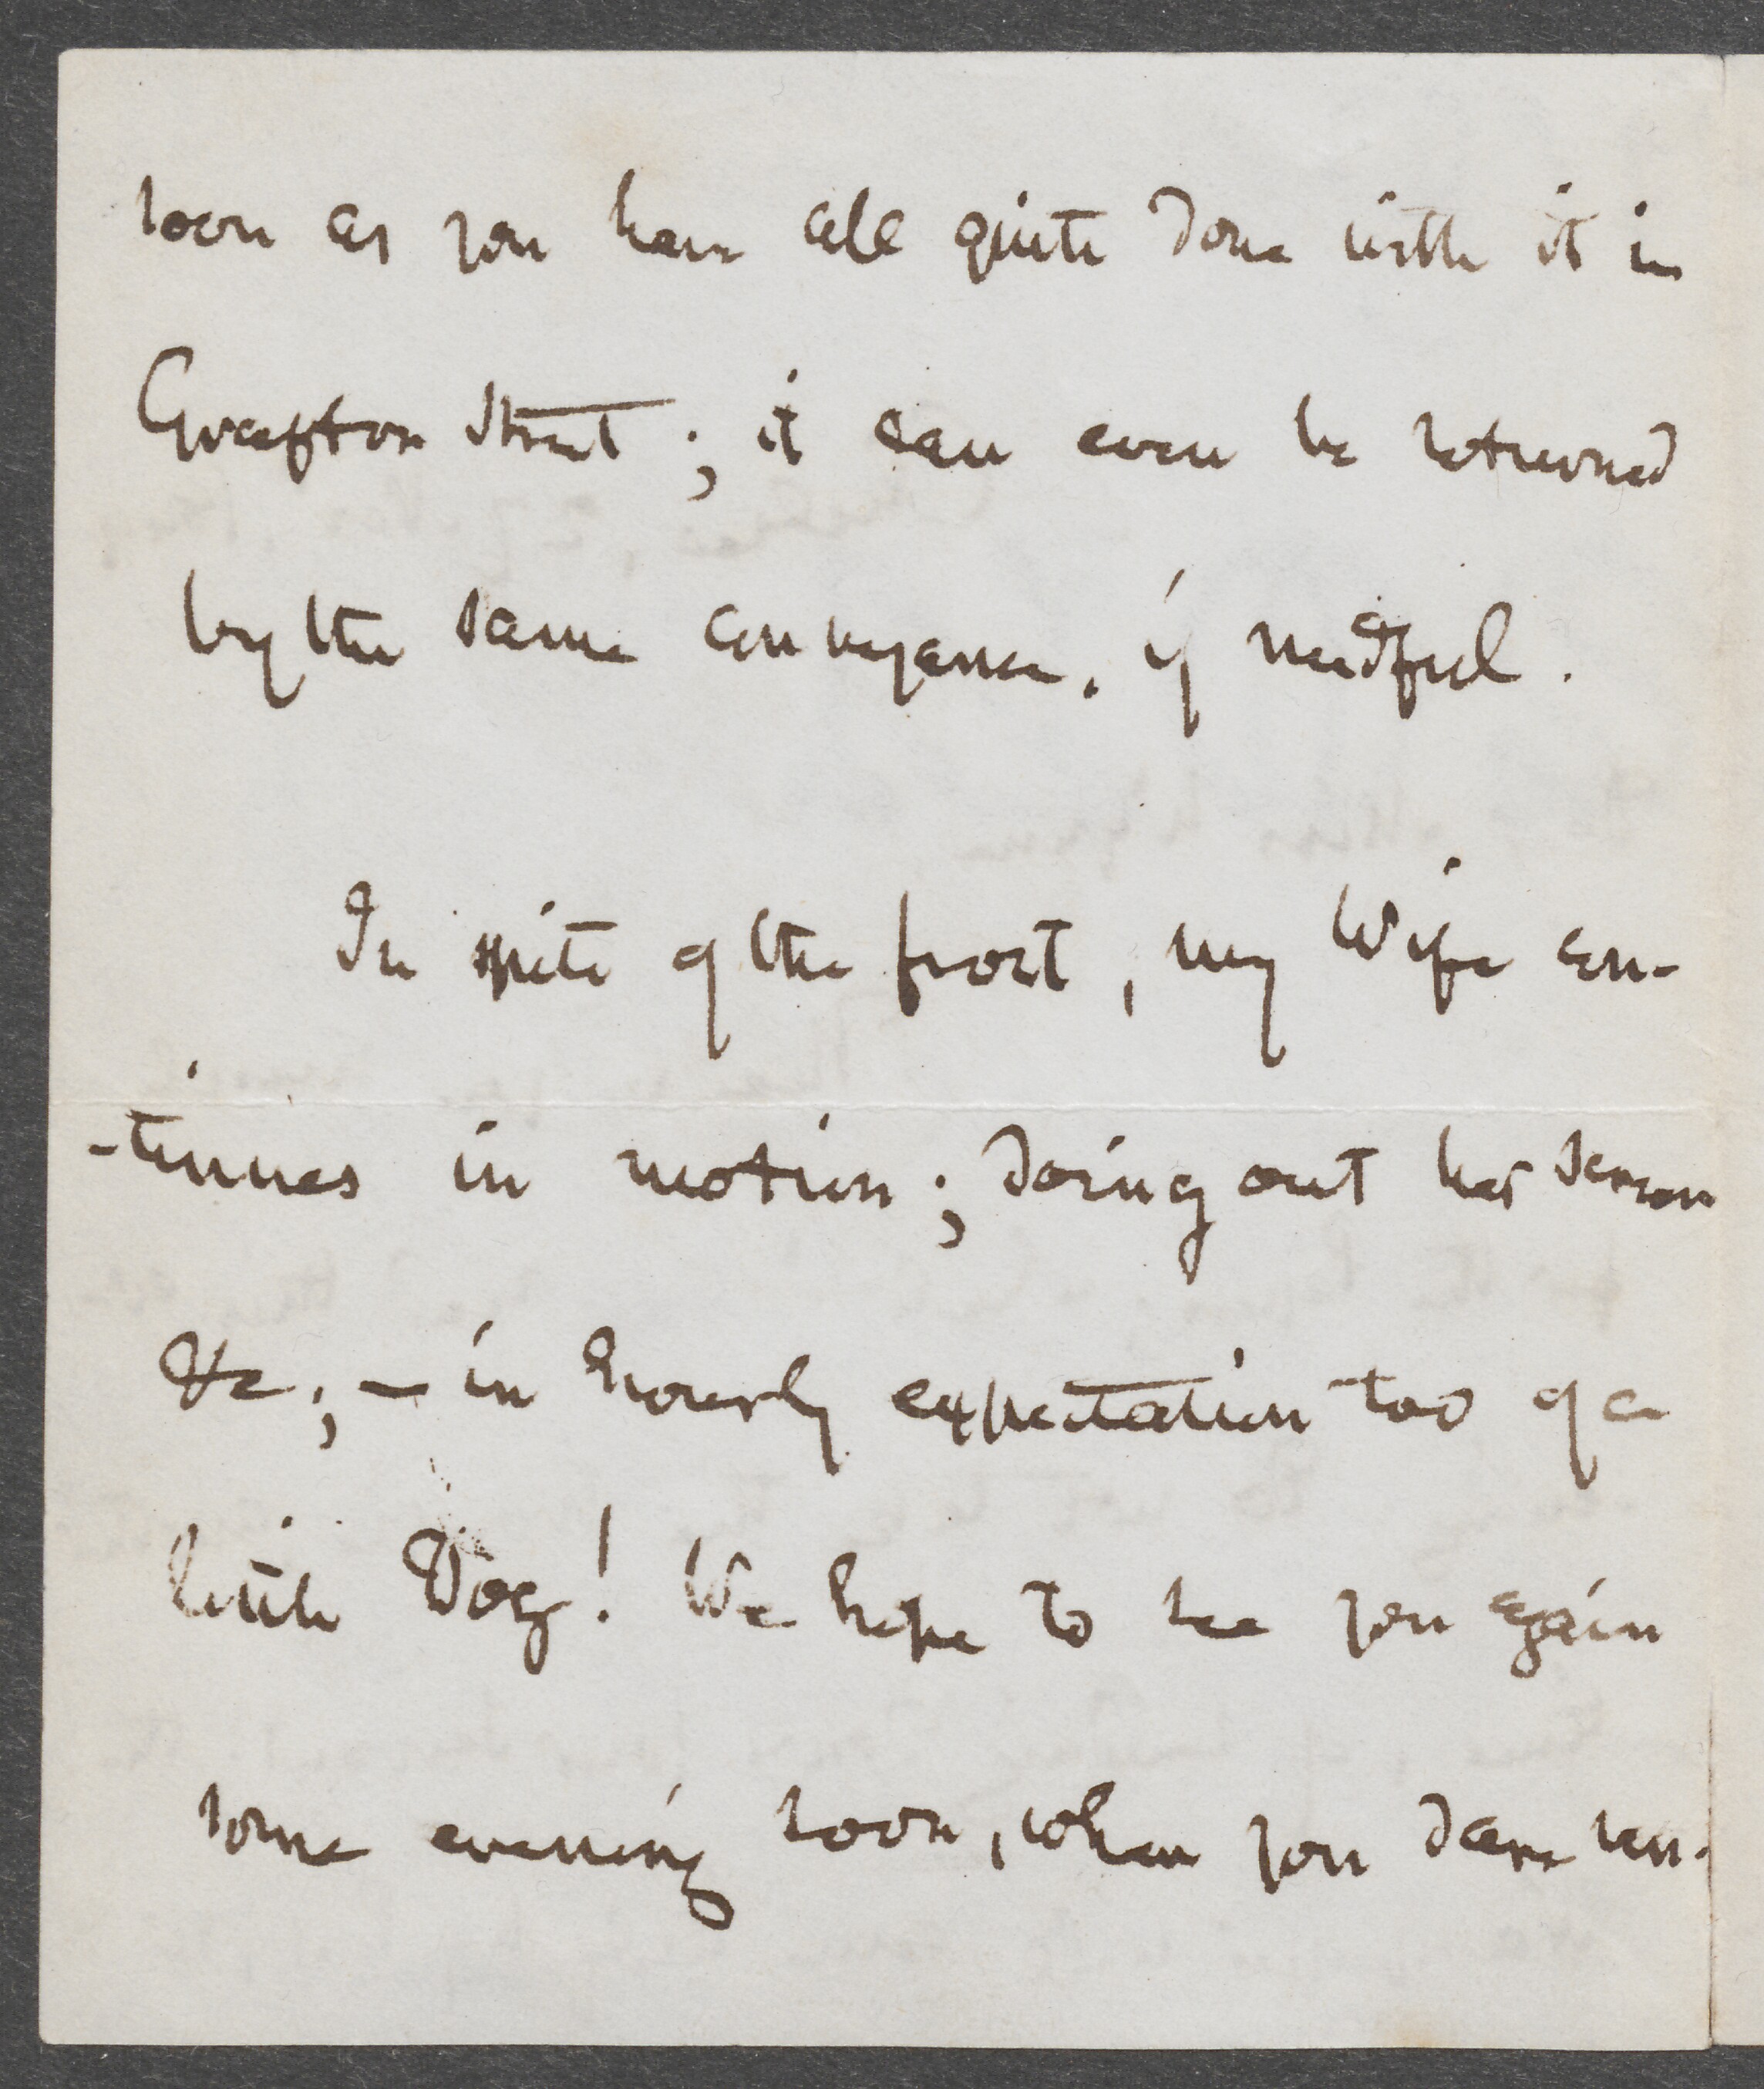 soon as you have all quite done with it in
Grafton Street; it can even be returned
by the same conveyance, if needful.
In spite of the frost, my Wife con-
-tinues in motion; doing out her
&c; — in hourly expectation too of a
little Dog! We hope to see you again
some evening soon, when you dare ven-